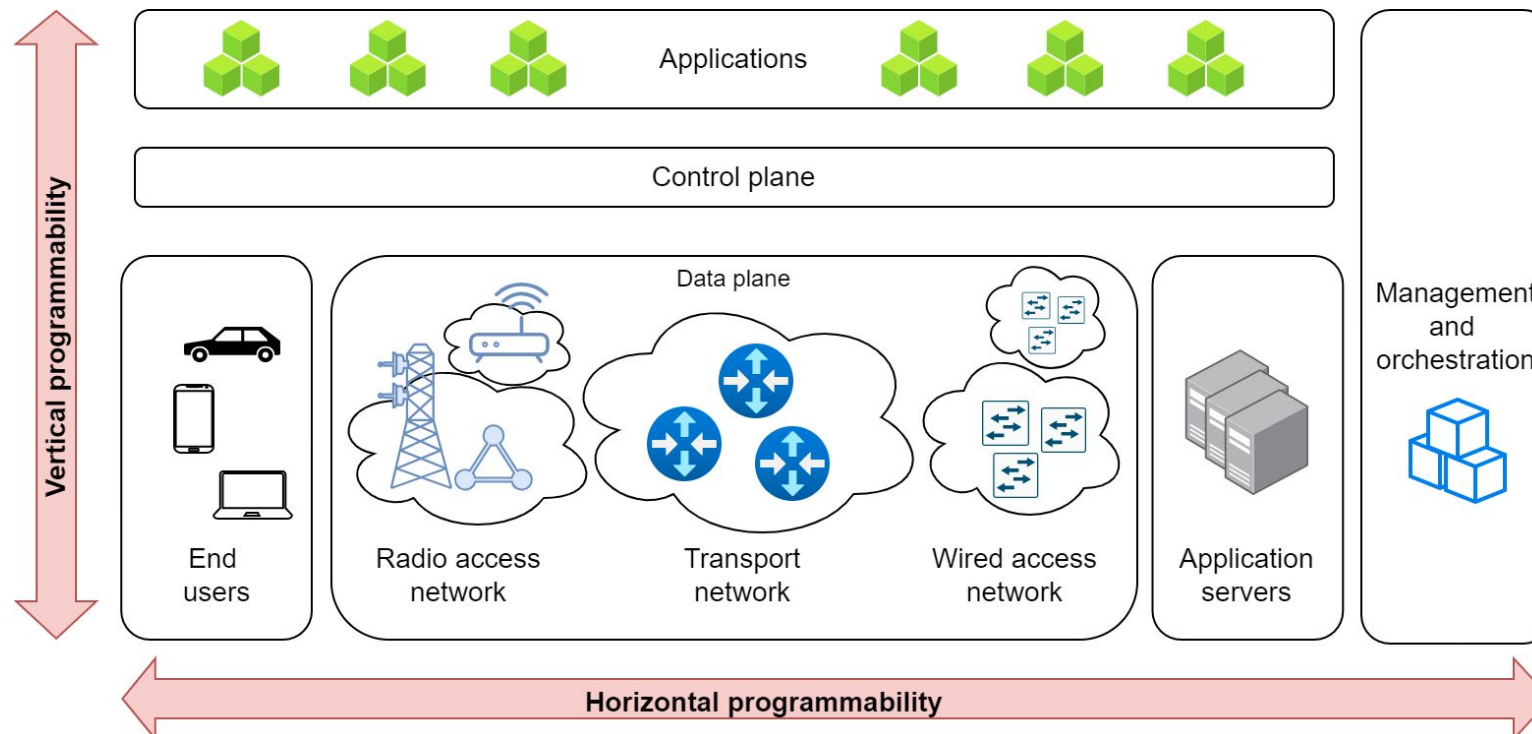 Applications
Control plane
Vertical programmability
Data plane
Management
and
orchestration
End
users
Radio access
network
Transport
network
Wired access
network
Application
servers
Horizontal programmability